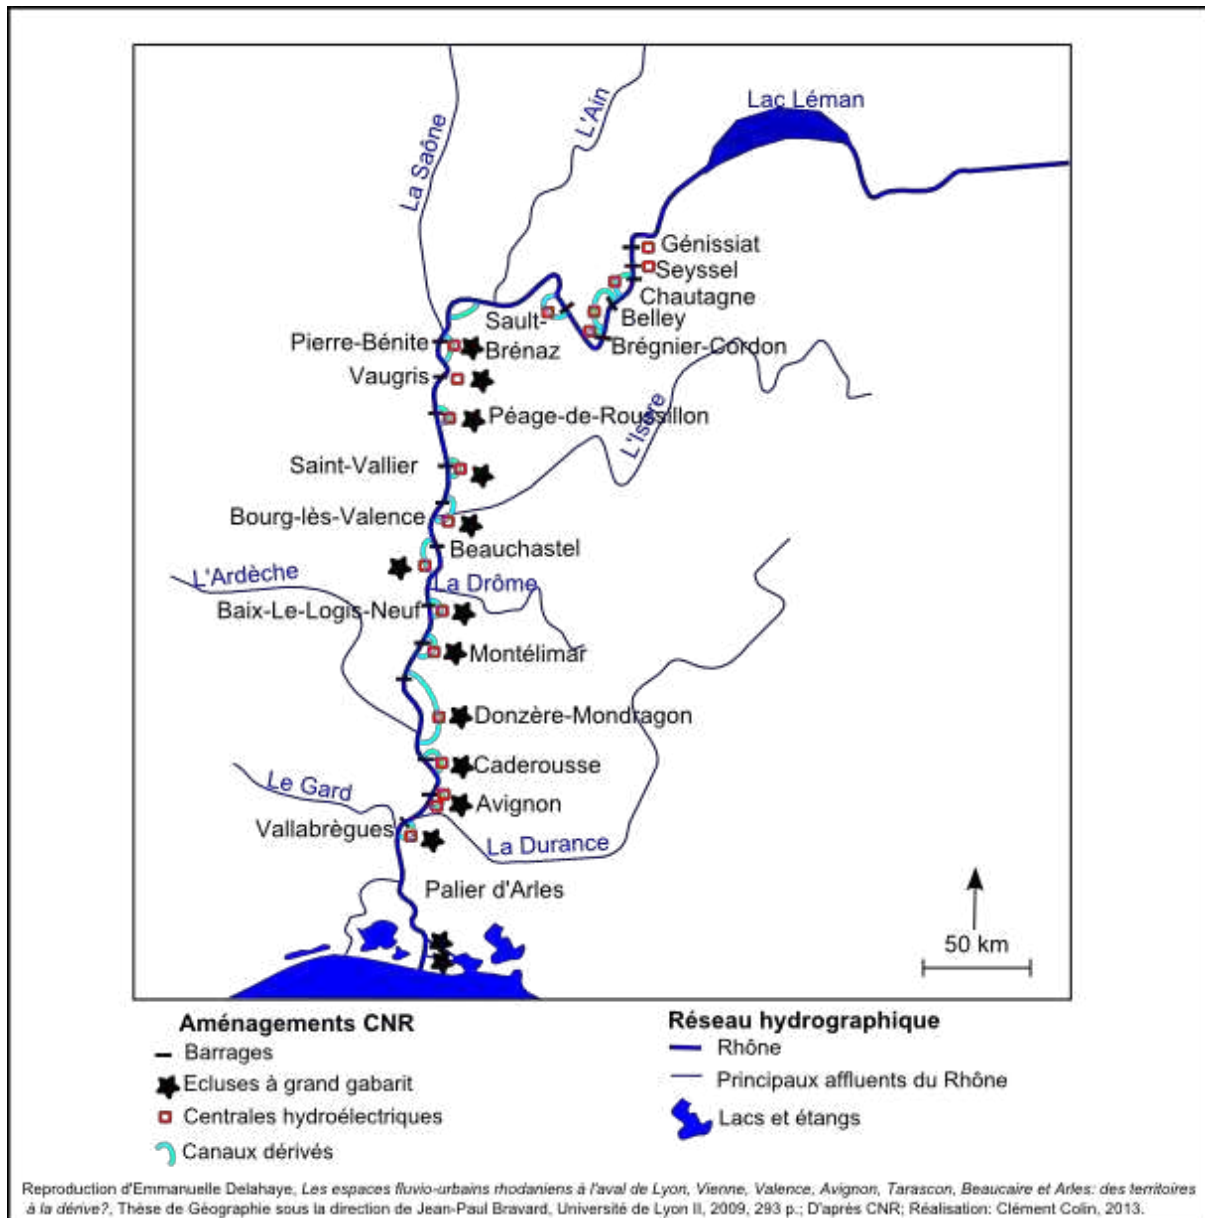 Lac Léman
L'Ain
La Saône
Génissiat
Seyssel
Chautagne
Belley
Sault-
Brénaz
Brégnier-Cordon
Pierre-Bénite
Vaugris
Péage-de-Roussillon
L'Isère
Saint-Vallier
Bourg-lès-Valence
Beauchastel
L'Ardèche
La Drôme
Baix-Le-Logis-Neuf
Montélimar
Donzère-Mondragon
Caderousse
Le Gard
Avignon
Vallabrègues
La Durance
Palier d'Arles
50 km
Aménagements CNR
Barrages
Ecluses à grand gabarit
Centrales hydroélectriques
Canaux dérivés
Réseau hydrographique
Rhône
Principaux affluents du Rhône
Lacs et étangs
Reproduction d'Emmanuelle Delahaye, Les espaces fluvio-urbains rhodaniens à l'aval de Lyon, Vienne, Valence, Avignon, Tarascon, Beaucaire et Arles: des territoires
à la dérive?, Thèse de Géographie sous la direction de Jean-Paul Bravard, Université de Lyon II, 2009, 293 p.; D'après CNR; Réalisation: Clément Colin, 2013.